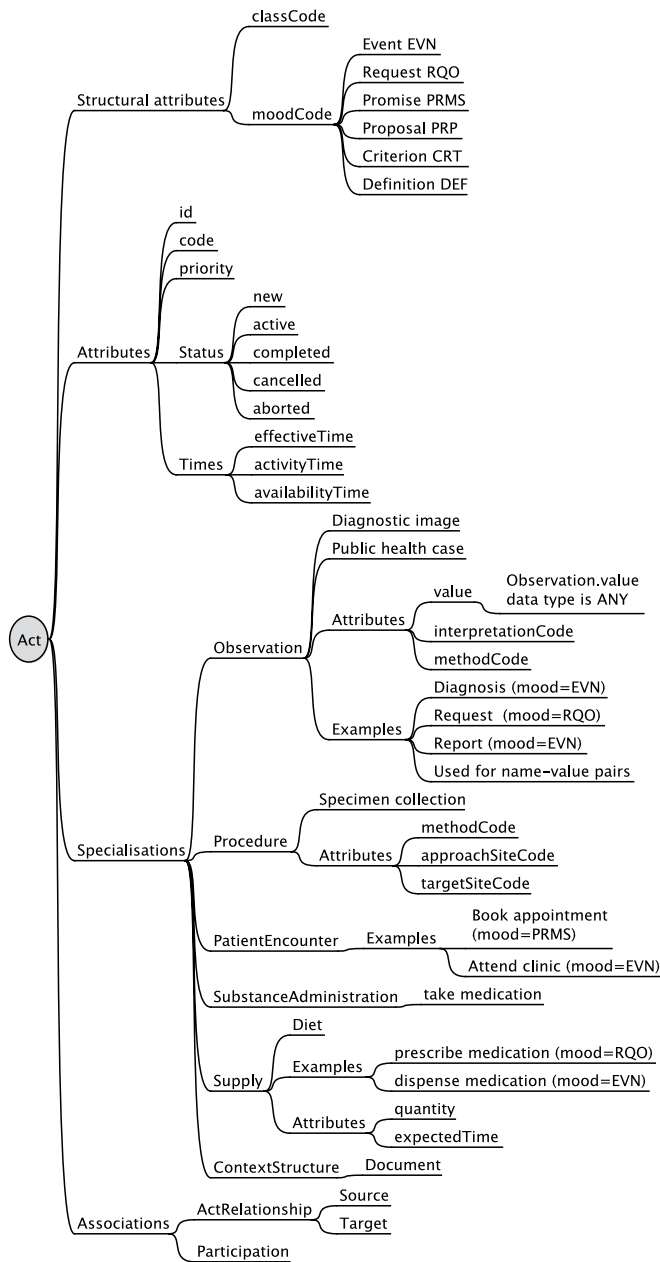 classCode
Event EVN
Request RQO
Structural attributes
Promise PRMS
moodCode
Proposal PRP
Criterion CRT
Definition DEF
id
code
priority
new
active
Attributes
Status
completed
cancelled
aborted
effectiveTime
Times
activityTime
availabilityTime
Diagnostic image
Public health case
Observation.value
data type is ANY
value
Attributes
interpretationCode
Act
Observation
methodCode
Diagnosis (mood=EVN)
Request (mood=RQO)
Examples
Report (mood=EVN)
Used for name-value pairs
Specimen collection
Procedure
methodCode
Specialisations
Attributes
approachSiteCode
targetSiteCode
Book appointment
(mood=PRMS)
PatientEncounter
Examples
Attend clinic (mood=EVN)
SubstanceAdministration
take medication
Diet
prescribe medication (mood=RQO)
Examples
Supply
dispense medication (mood=EVN)
quantity
Attributes
expectedTime
ContextStructure
Document
Source
ActRelationship
Associations
Target
Participation